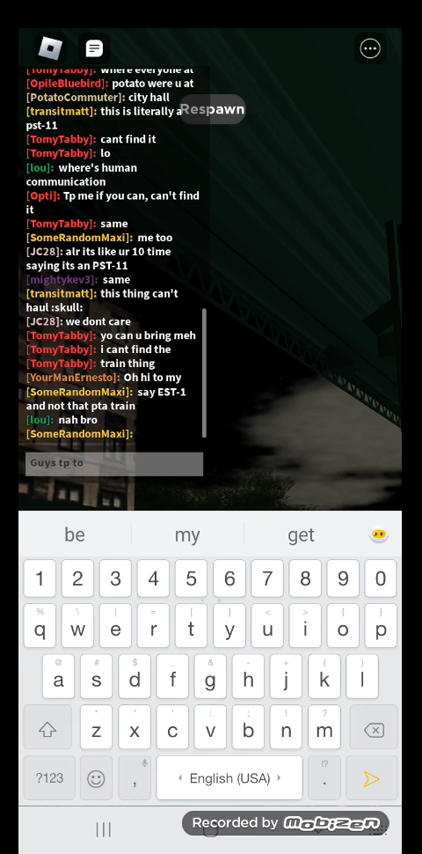 [TomyTabby]: where everyone at
[OpileBluebird]: potato were u at
[PotatoCommuter]: city hall
[transitmatt]: this is literally a
pst-11
[TomyTabby]: cant find it
[TomyTabby]: lo
[lou]: where's human
communication
[Opti]: Tp me if you can, can't find
it
[TomyTabby]: same
[SomeRandomMaxi]: me too
[JC28]: alr its like ur 10 time
saying its an PST-11
[mightykev3]: same
[transitmatt]: this thing can't
haul :skull:
[JC28]: we dont care
[TomyTabby]: yo can u bring meh
[TomyTabby]: i cant find the
[TomyTabby]: train thing
[YourManErnesto]: Oh hi to my
[SomeRandomMaxi]: say EST-1
and not that pta train
[lou]: nah bro
[SomeRandomMaxi]:
Respawn
Guys tp to
be my get
1 2 3 4 5 6 7 8 9 0
% \ | = [ ] < > { }
q w e r t y u i o p
@ # $ _ & - + ( )
a s d f g h j k l
* " ' : ; ! ?
z x c v b n m
!?
?123 , English (USA) .
Recorded by mobizen